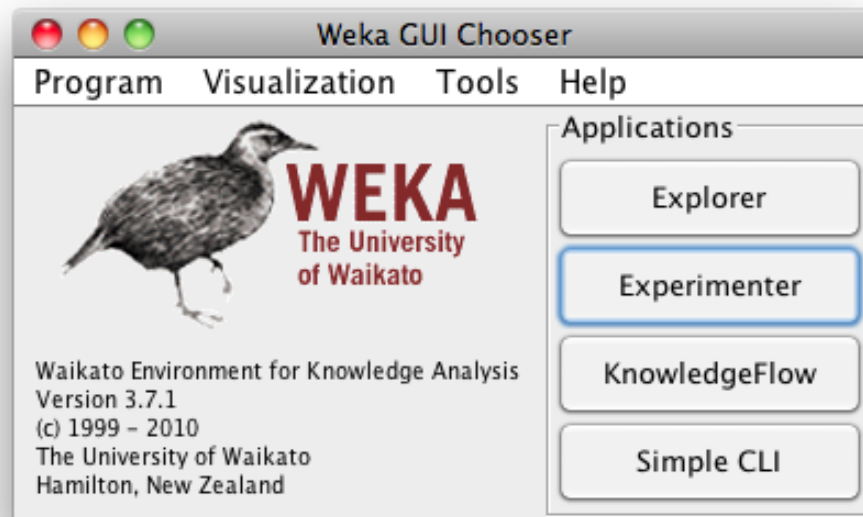 Weka GUI Chooser
Program Visualization Tools Help
WEKA
The University
of Waikato
Waikato Environment for Knowledge Analysis
Version 3.7.1
(c) 1999 – 2010
The University of Waikato
Hamilton, New Zealand
Applications
Explorer
Experimenter
KnowledgeFlow
Simple CLI